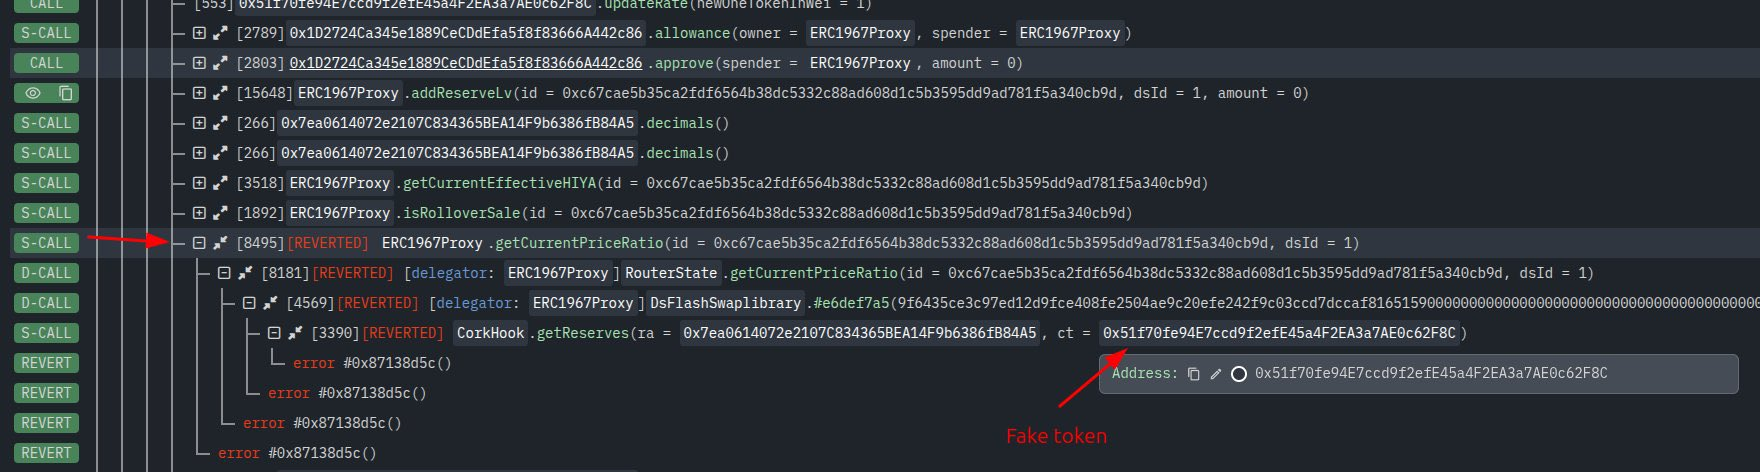 CALL [553] 0x51f70fe94E7ccd9f2efE45a4F2EA3a7AE0c62F8C .updateRate(newOneTokenInWei = 1)
S-CALL [2789] 0x1D2724Ca345e1889CeCDdEfa5f8f83666A442c86 .allowance(owner = ERC1967Proxy , spender = ERC1967Proxy )
CALL [2803] 0x1D2724Ca345e1889CeCDdEfa5f8f83666A442c86 .approve(spender = ERC1967Proxy , amount = 0)
[15648] ERC1967Proxy .addReserveLv(id = 0xc67cae5b35ca2fdf6564b38dc5332c88ad608d1c5b3595dd9ad781f5a340cb9d, dsId = 1, amount = 0)
S-CALL [266] 0x7ea0614072e2107C834365BEA14F9b6386fB84A5 .decimals()
S-CALL [266] 0x7ea0614072e2107C834365BEA14F9b6386fB84A5 .decimals()
S-CALL [3518] ERC1967Proxy .getCurrentEffectiveHIYA(id = 0xc67cae5b35ca2fdf6564b38dc5332c88ad608d1c5b3595dd9ad781f5a340cb9d)
S-CALL [1892] ERC1967Proxy .isRolloverSale(id = 0xc67cae5b35ca2fdf6564b38dc5332c88ad608d1c5b3595dd9ad781f5a340cb9d)
S-CALL [8495][REVERTED] ERC1967Proxy .getCurrentPriceRatio(id = 0xc67cae5b35ca2fdf6564b38dc5332c88ad608d1c5b3595dd9ad781f5a340cb9d, dsId = 1)
D-CALL [8181][REVERTED] [delegator: ERC1967Proxy ] RouterState .getCurrentPriceRatio(id = 0xc67cae5b35ca2fdf6564b38dc5332c88ad608d1c5b3595dd9ad781f5a340cb9d, dsId = 1)
D-CALL [4569][REVERTED] [delegator: ERC1967Proxy ] DsFlashSwaplibrary .#e6def7a5(
S-CALL [3390][REVERTED] CorkHook .getReserves(ra = 0x7ea0614072e2107C834365BEA14F9b6386fB84A5 , ct = 0x51f70fe94E7ccd9f2efE45a4F2EA3a7AE0c62F8C )
REVERT error #0x87138d5c()
Address: 0x51f70fe94E7ccd9f2efE45a4F2EA3a7AE0c62F8C
REVERT error #0x87138d5c()
REVERT error #0x87138d5c()
Fake token
REVERT error #0x87138d5c()